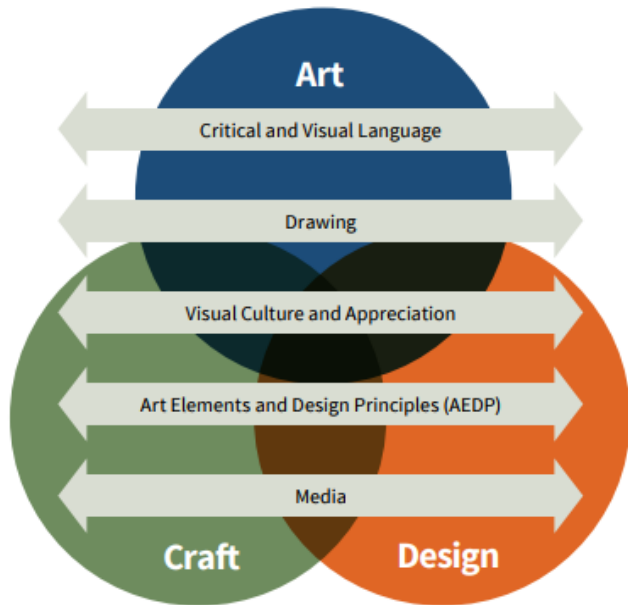 Art
Critical and Visual Language
Drawing
Visual Culture and Appreciation
Art Elements and Design Principles (AEDP)
Media
Craft
Design